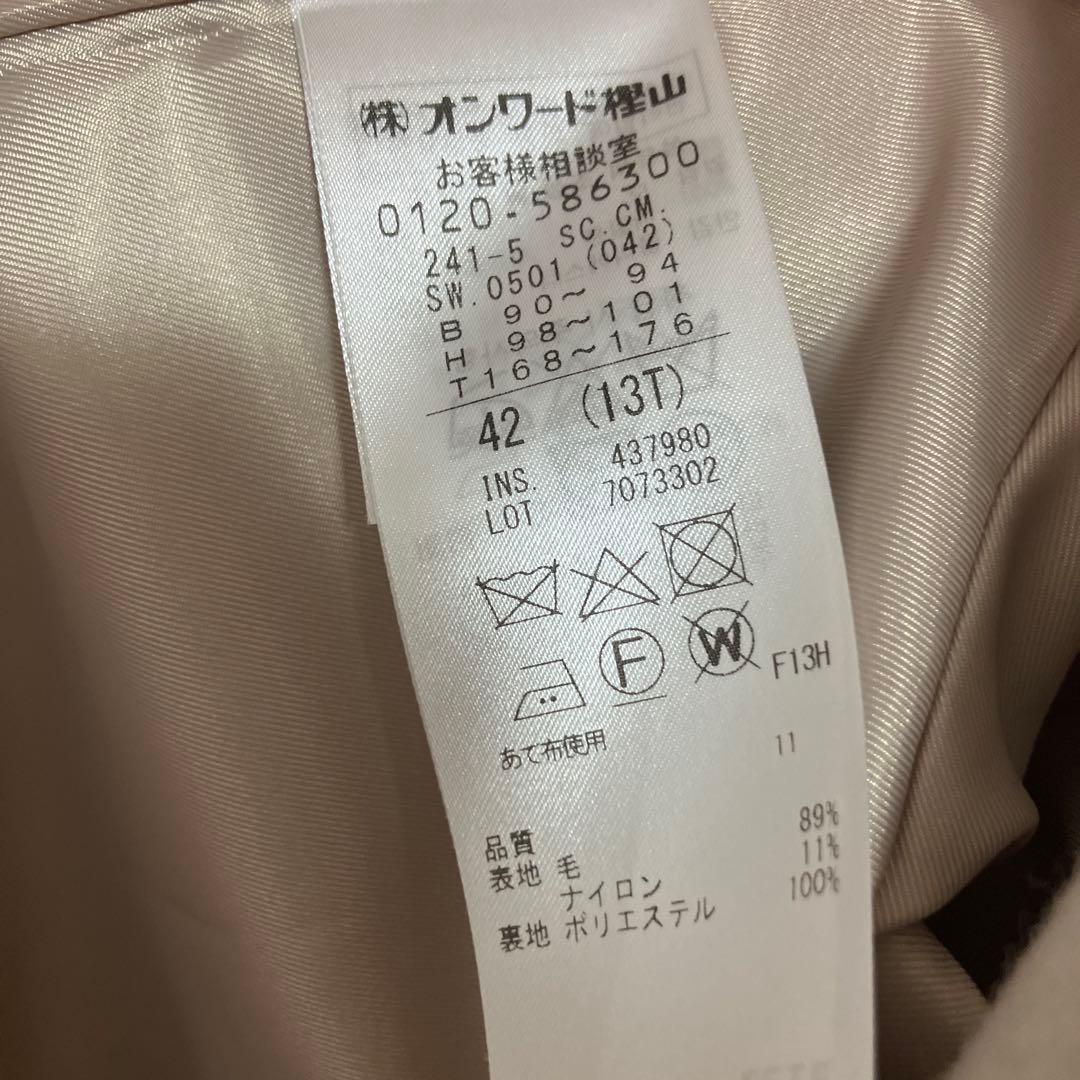 ㈱オンワード樫山
お客様相談室
0120-586300
241-5 SC.CM.
SW.0501(042)
B 90～ 94
H 98～101
T168～176
42 (13T)
INS. 437980
LOT 7073302
F W F13H
あて布使用 11
品質
表地 毛 89%
ナイロン 11%
裏地 ポリエステル 100%